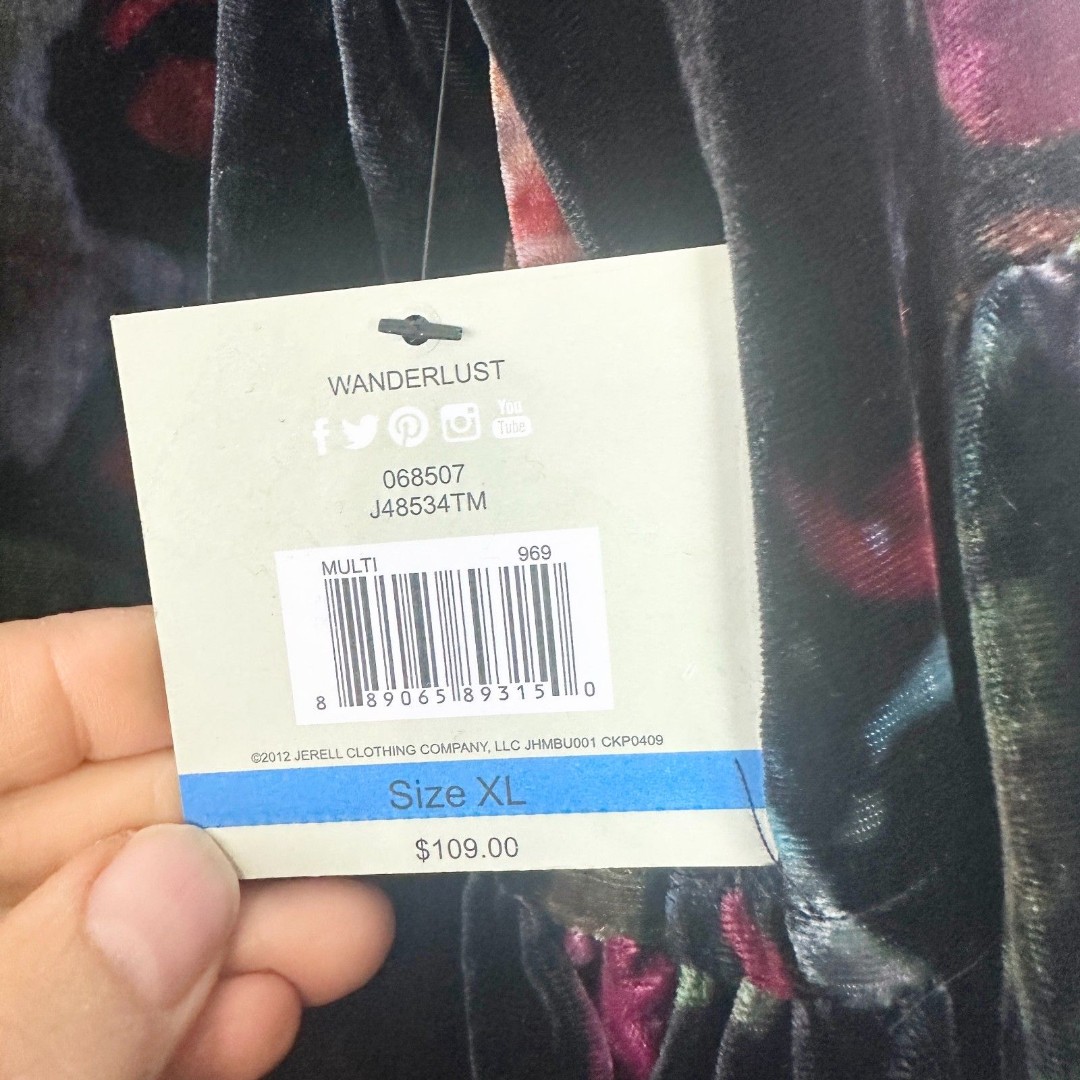 WANDERLUST
f You Tube
068507
J48534TM
MULTI 969
8 89065 89315 0
©2012 JERELL CLOTHING COMPANY, LLC JHMBU001 CKP0409
Size XL
$109.00